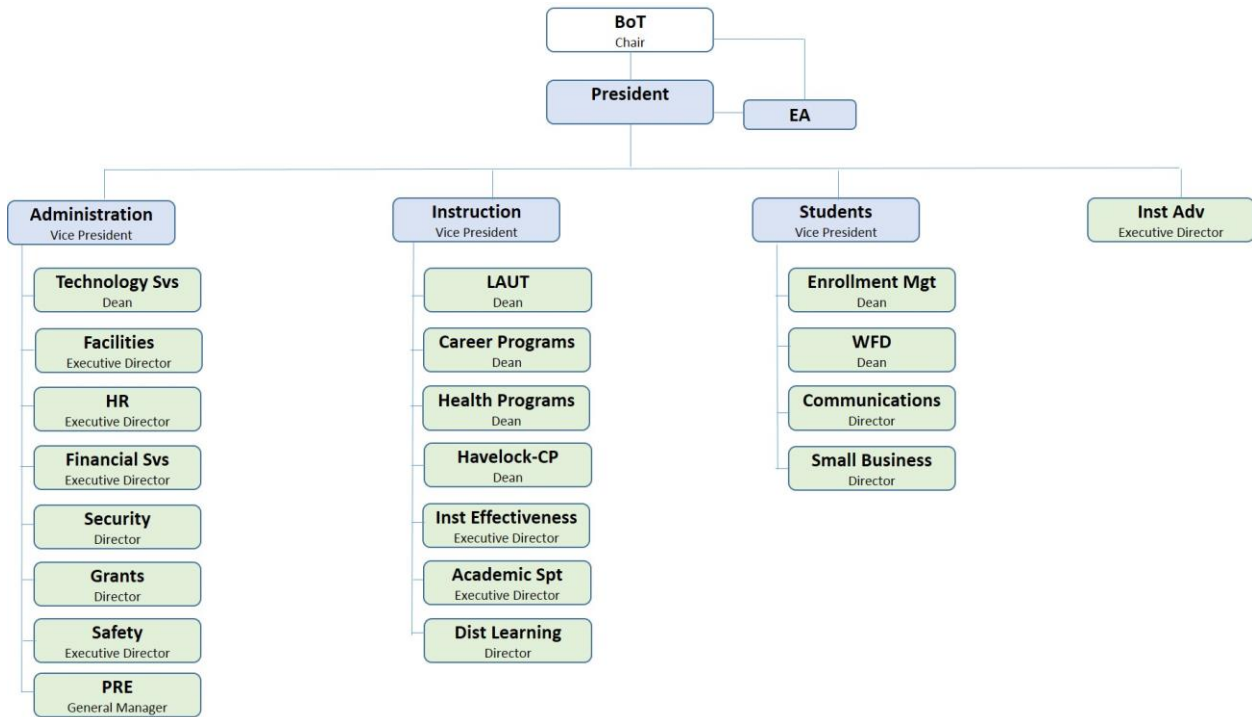 BoT
Chair
President
EA
Administration
Vice President
Technology Svs
Dean
Facilities
Executive Director
HR
Executive Director
Financial Svs
Executive Director
Security
Director
Grants
Director
Safety
Executive Director
PRE
General Manager
Instruction
Vice President
LAUT
Dean
Career Programs
Dean
Health Programs
Dean
Havelock-CP
Dean
Inst Effectiveness
Executive Director
Academic Spt
Executive Director
Dist Learning
Director
Students
Vice President
Enrollment Mgt
Dean
WFD
Dean
Communications
Director
Small Business
Director
Inst Adv
Executive Director